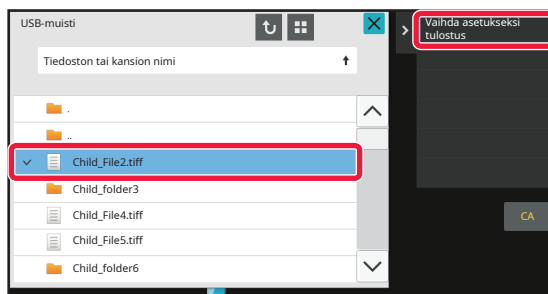 USB-muisti
Vaihda asetukseksi
tulostus
Tiedoston tai kansion nimi
.
..
Child_File2.tiff
Child_folder3
Child_File4.tiff
Child_File5.tiff
Child_folder6
CA